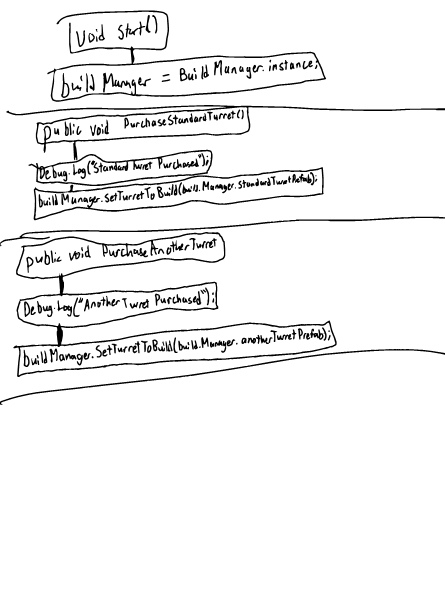 void Start()
build Manager = Build Manager.instance;
public void PurchaseStandardTurret()
Debug.Log("Standard Turret Purchased");
build Manager.SetTurretToBuild(build.Manager.StandardTurretPrefab);
public void PurchaseAnotherTurret
Debug.Log("Another Turret Purchased");
build Manager.SetTurretToBuild(build.Manager.anotherTurretPrefab);